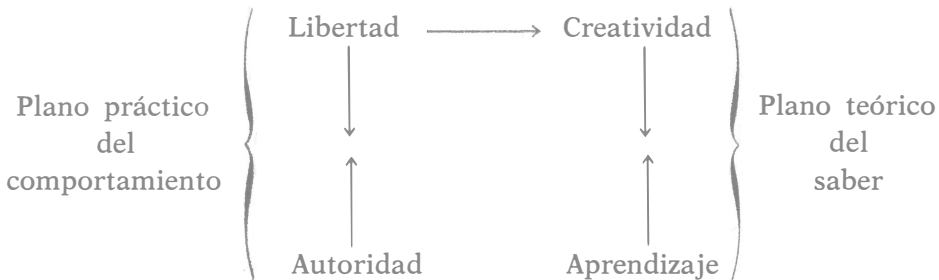 Libertad Creatividad
Plano práctico
del
comportamiento
Plano teórico
del
saber
Autoridad Aprendizaje